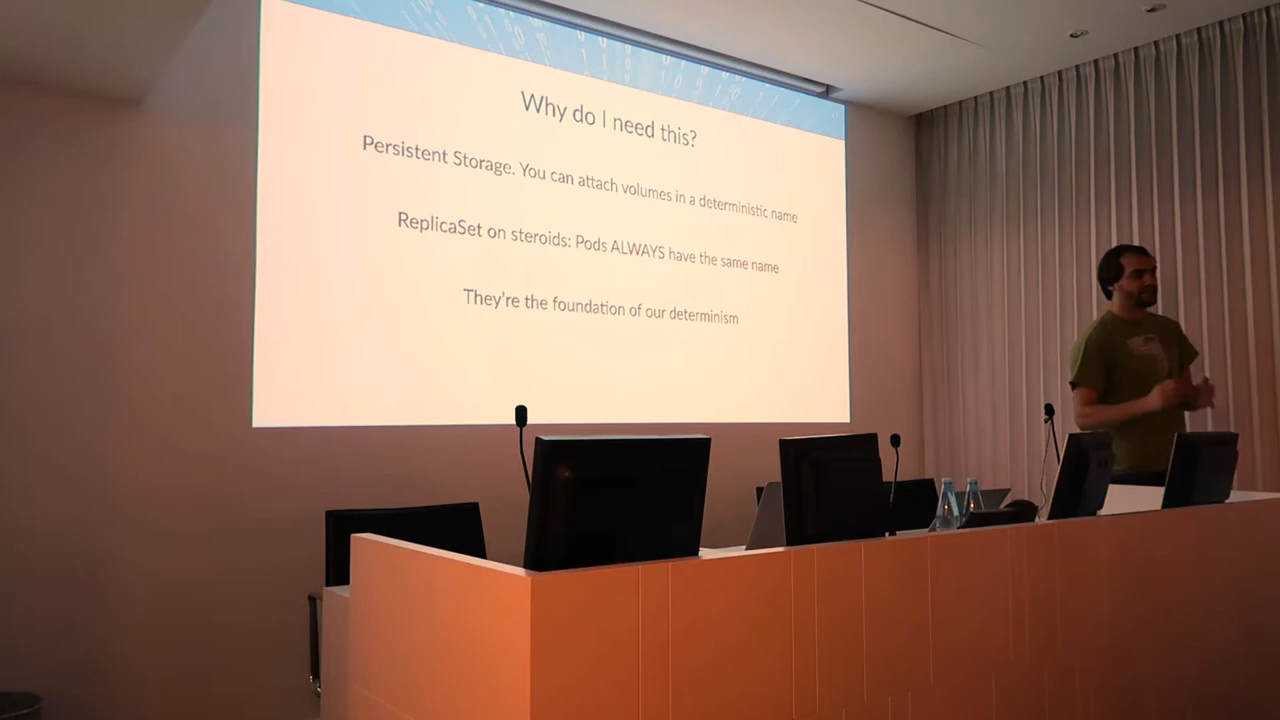 Why do I need this?
Persistent Storage. You can attach volumes in a deterministic name
ReplicaSet on steroids: Pods ALWAYS have the same name
They're the foundation of our determinism